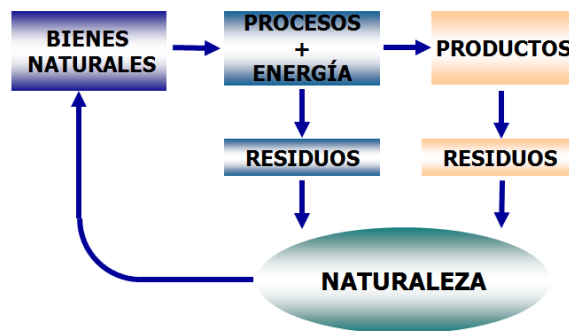 BIENES
NATURALES
PROCESOS
+
ENERGÍA
PRODUCTOS
RESIDUOS
RESIDUOS
NATURALEZA